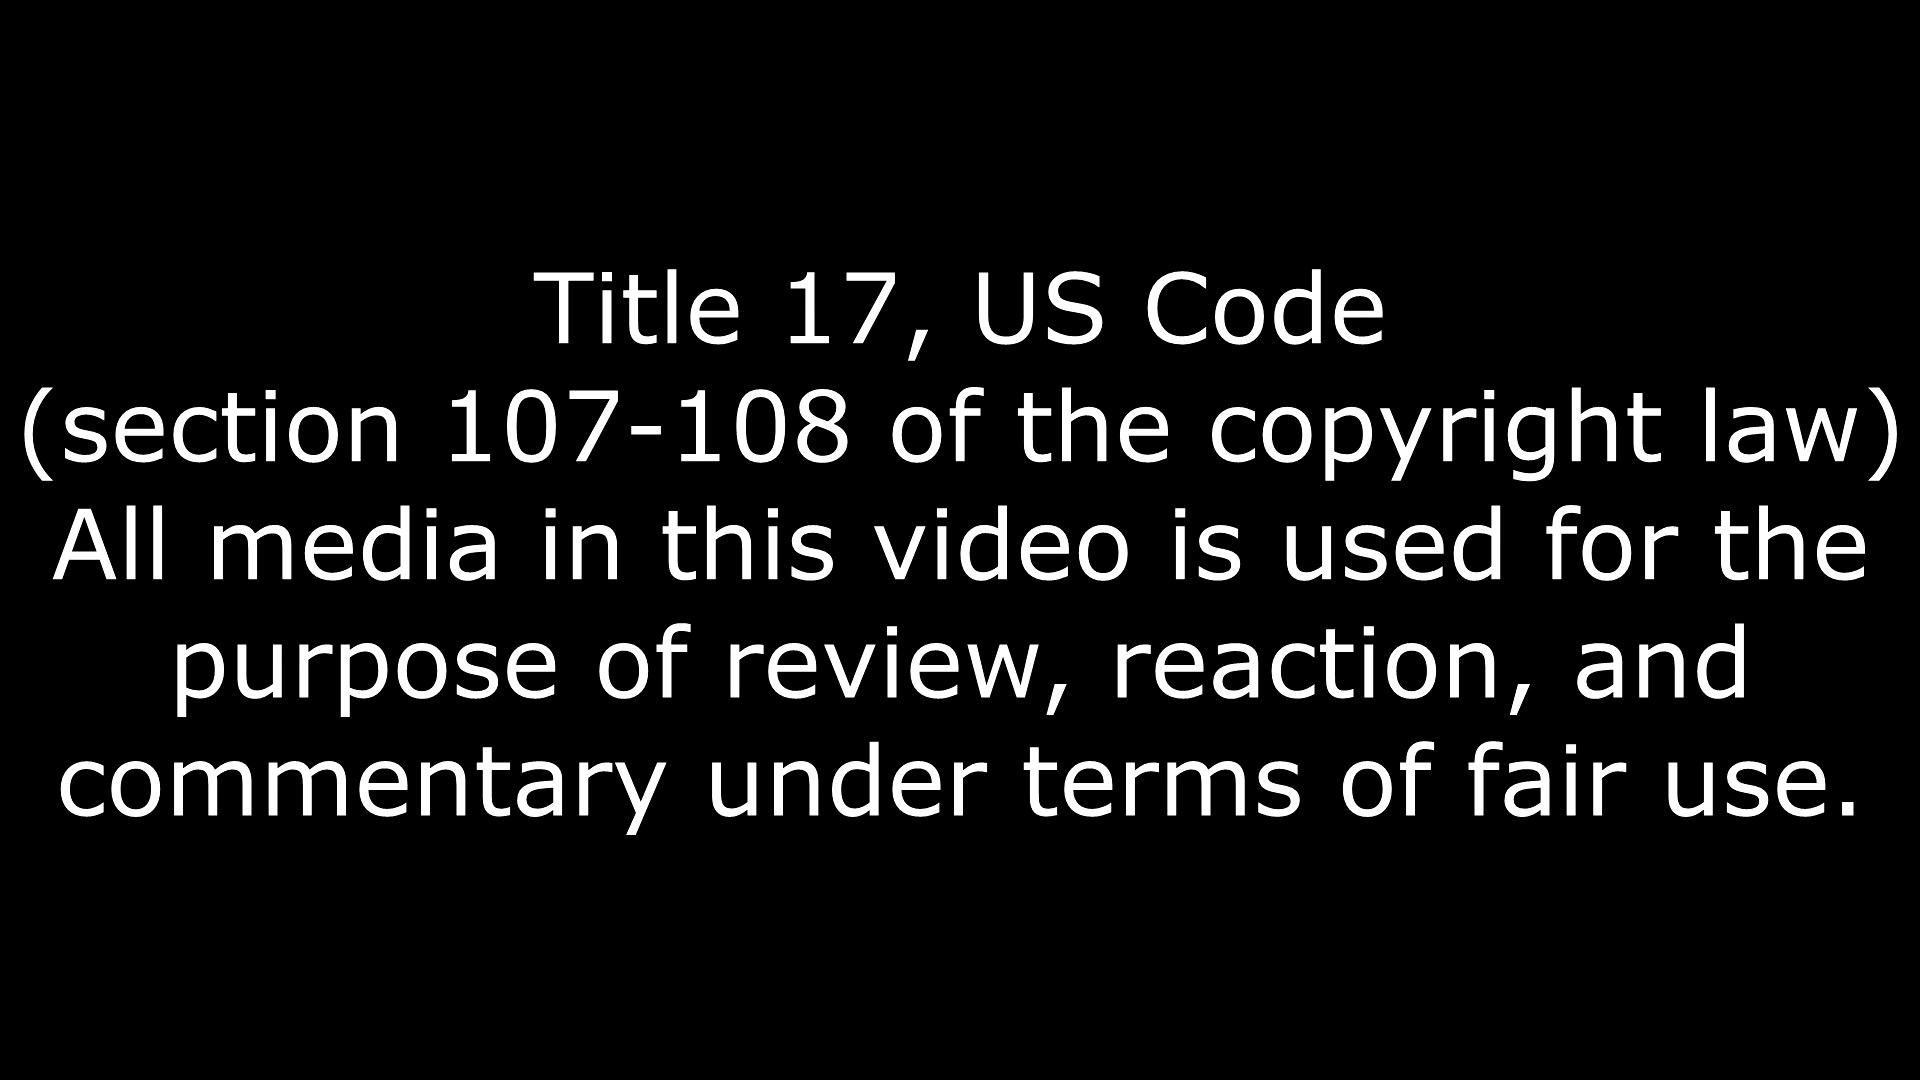 Title 17, US Code
(section 107-108 of the copyright law)
All media in this video is used for the
purpose of review, reaction, and
commentary under terms of fair use.